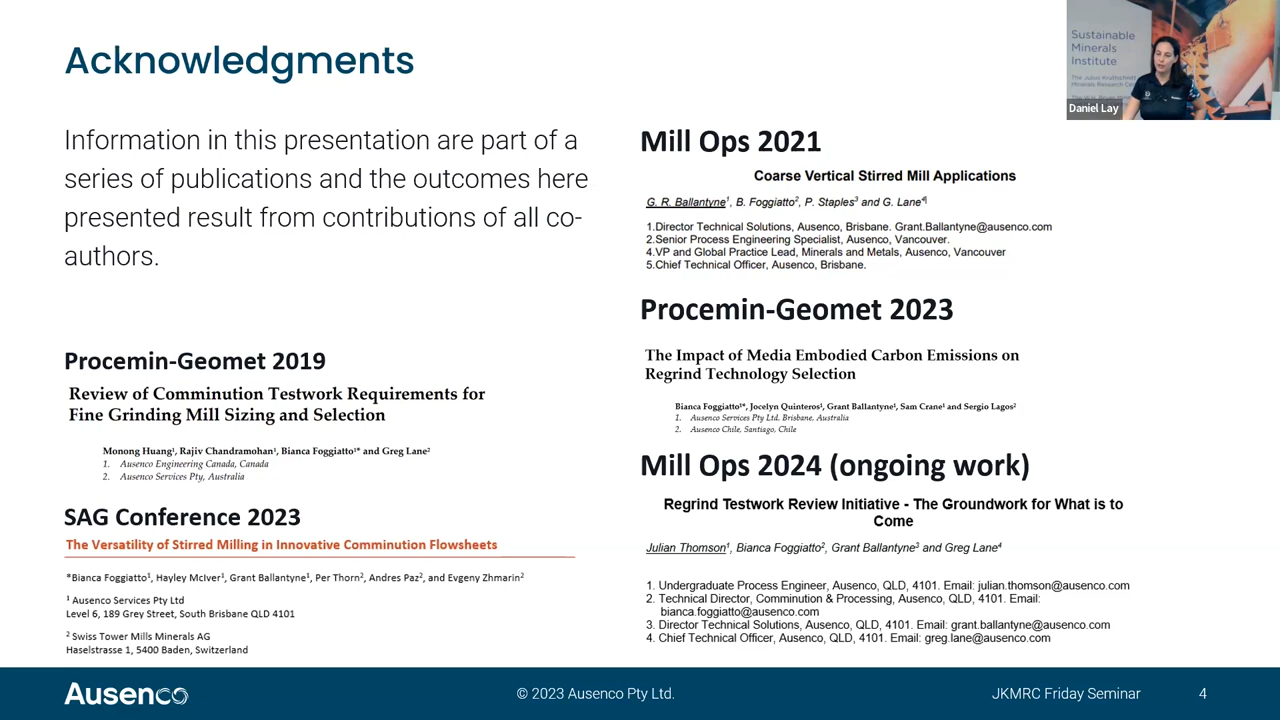 Acknowledgments
Information in this presentation are part of a
series of publications and the outcomes here
presented result from contributions of all co-
authors.
Procemin-Geomet 2019
Review of Comminution Testwork Requirements for
Fine Grinding Mill Sizing and Selection
Monong Huang¹, Rajiv Chandramohan¹, Bianca Foggiatto¹* and Greg Lane²
1. Ausenco Engineering Canada, Canada
2. Ausenco Services Pty, Australia
SAG Conference 2023
The Versatility of Stirred Milling in Innovative Comminution Flowsheets
*Bianca Foggiatto¹, Hayley McIver¹, Grant Ballantyne¹, Per Thorn², Andres Paz², and Evgeny Zhmarin²
¹ Ausenco Services Pty Ltd
Level 6, 189 Grey Street, South Brisbane QLD 4101
² Swiss Tower Mills Minerals AG
Haselstrasse 1, 5400 Baden, Switzerland
Mill Ops 2021
Coarse Vertical Stirred Mill Applications
G. R. Ballantyne¹, B. Foggiatto², P. Staples³ and G. Lane⁴
1.Director Technical Solutions, Ausenco, Brisbane. Grant.Ballantyne@ausenco.com
2.Senior Process Engineering Specialist, Ausenco, Vancouver.
4.VP and Global Practice Lead, Minerals and Metals, Ausenco, Vancouver
5.Chief Technical Officer, Ausenco, Brisbane.
Procemin-Geomet 2023
The Impact of Media Embodied Carbon Emissions on
Regrind Technology Selection
Bianca Foggiatto¹*, Jocelyn Quinteros¹, Grant Ballantyne¹, Sam Crane¹ and Sergio Lagos²
1. Ausenco Services Pty Ltd, Brisbane, Australia
2. Ausenco Chile, Santiago, Chile
Mill Ops 2024 (ongoing work)
Regrind Testwork Review Initiative - The Groundwork for What is to
Come
Julian Thomson¹, Bianca Foggiatto², Grant Ballantyne³ and Greg Lane⁴
1. Undergraduate Process Engineer, Ausenco, QLD, 4101. Email: julian.thomson@ausenco.com
2. Technical Director, Comminution & Processing, Ausenco, QLD, 4101. Email:
bianca.foggiatto@ausenco.com
3. Director Technical Solutions, Ausenco, QLD, 4101. Email: grant.ballantyne@ausenco.com
4. Chief Technical Officer, Ausenco, QLD, 4101. Email: greg.lane@ausenco.com
Sustainable
Minerals
Institute
Daniel Lay
Ausenco
© 2023 Ausenco Pty Ltd.
JKMRC Friday Seminar
4